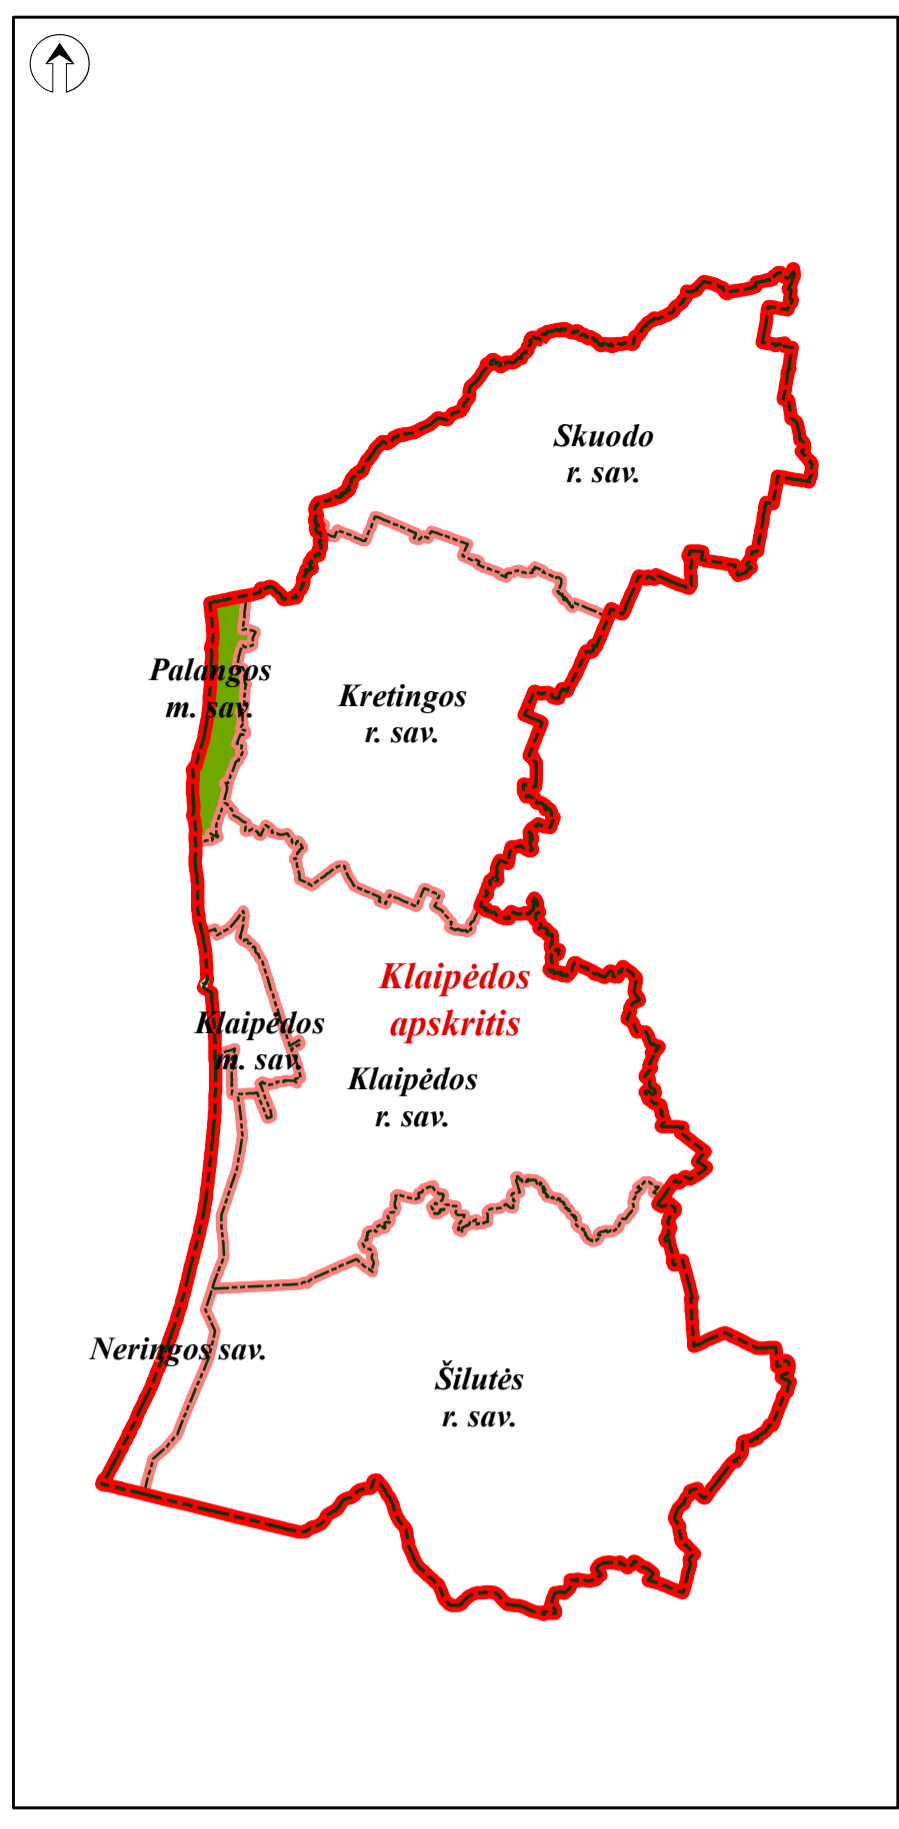 Skuodo
r. sav.
Palangos
m. sav.
Kretingos
r. sav.
Klaipėdos
apskritis
Klaipėdos
m. sav.
Klaipėdos
r. sav.
Neringos sav.
Šilutės
r. sav.